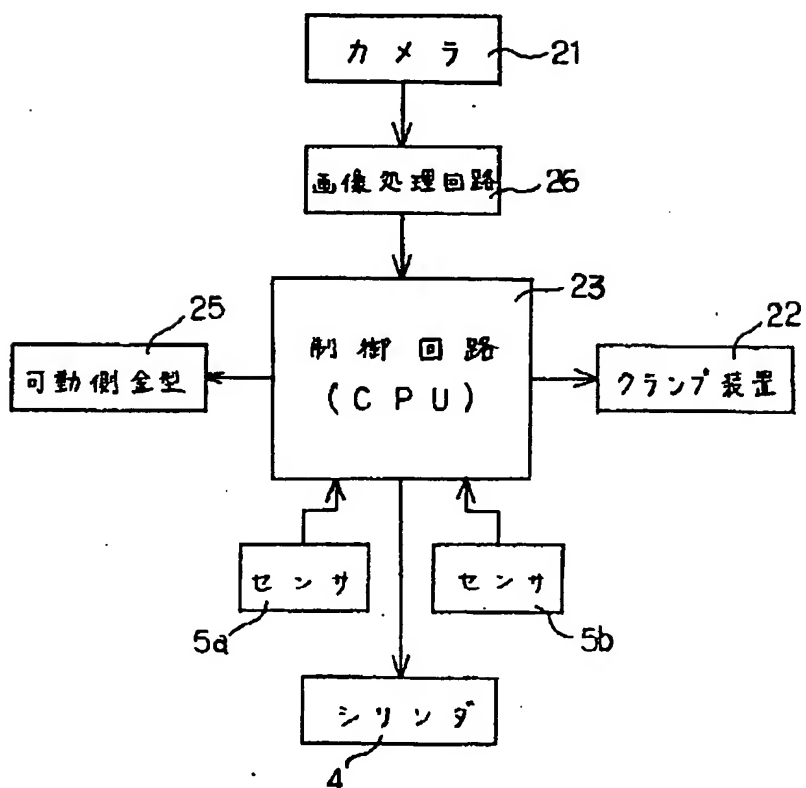 カメラ
21
画像処理回路
26
制御回路
(CPU)
23
25
可動側金型
22
クランプ装置
センサ
5a
センサ
5b
シリンダ
4